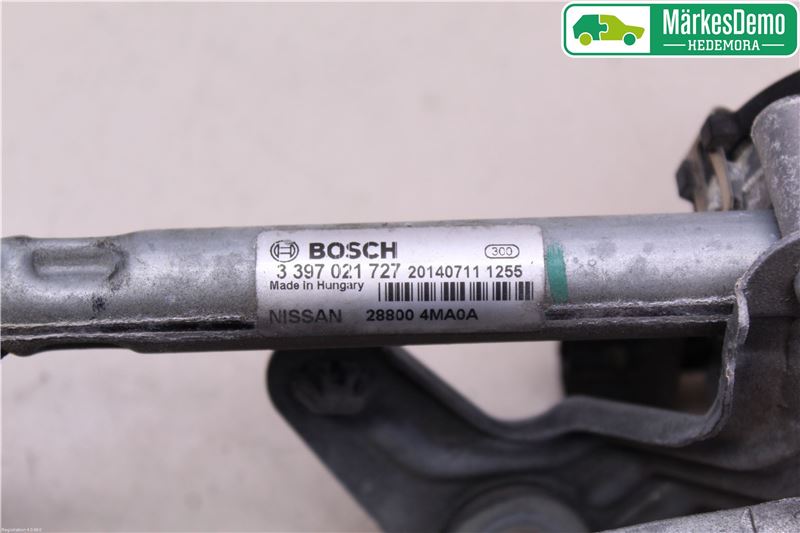 MärkesDemo
HEDEMORA
BOSCH
300
3 397 021 727 20140711 1255
Made in Hungary
NISSAN 28800 4MA0A